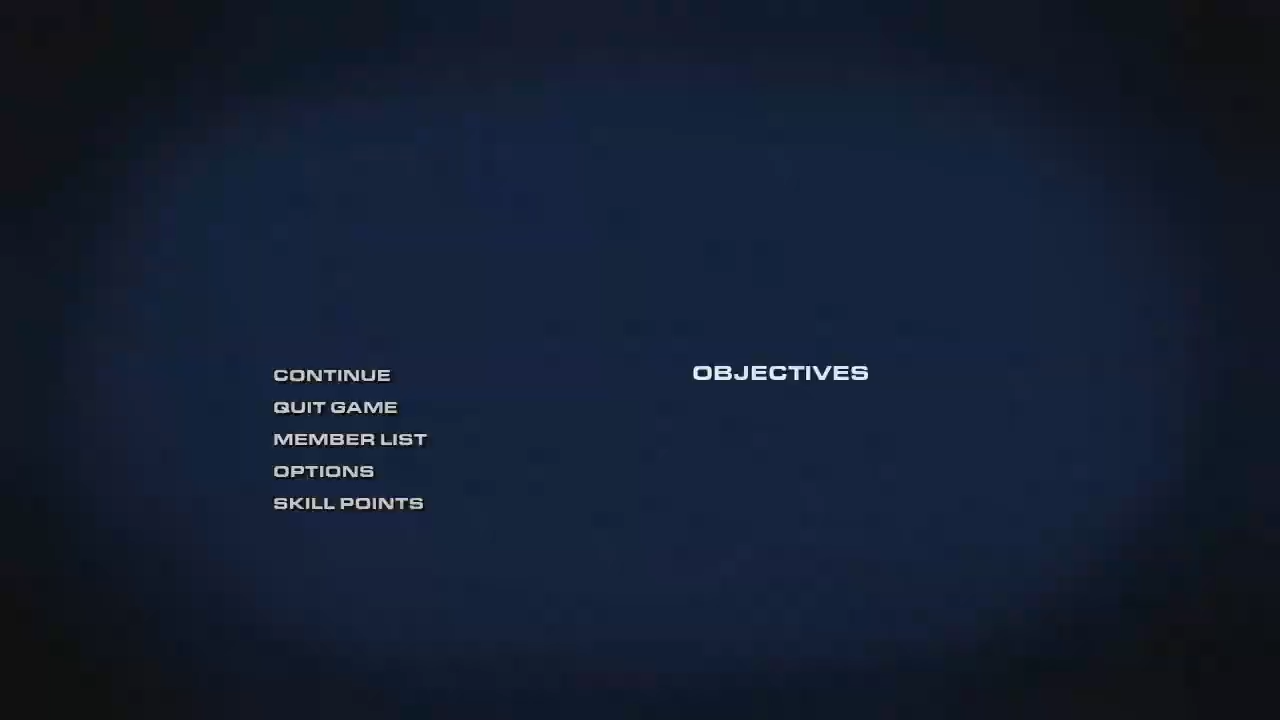 CONTINUE
QUIT GAME
MEMBER LIST
OPTIONS
SKILL POINTS
OBJECTIVES